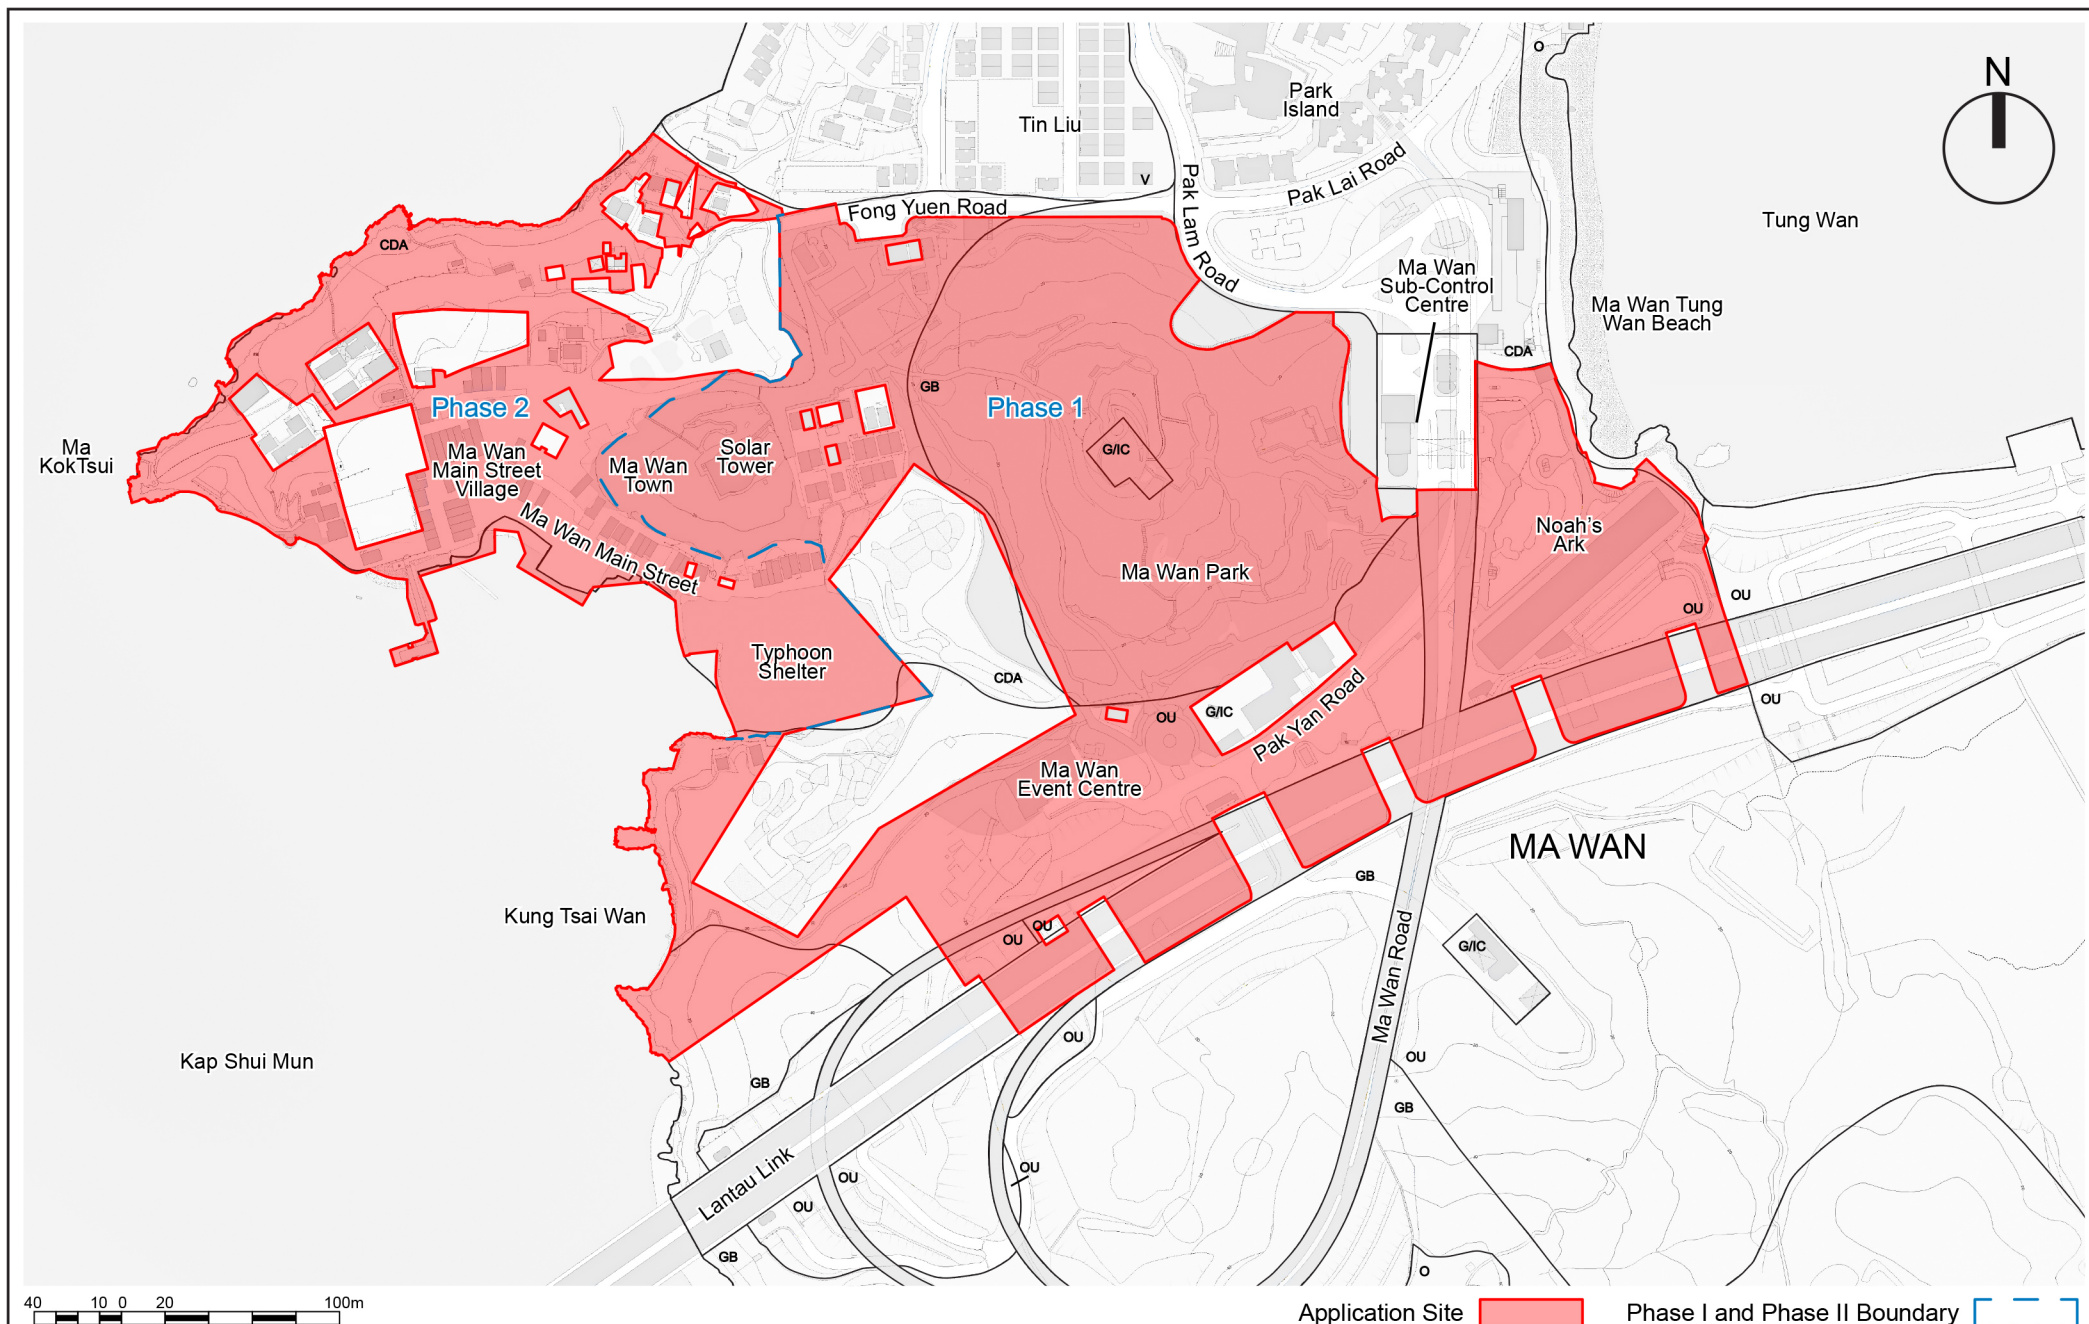 O
N
Park
Island
Tin Liu
Pak Lai Road
V
Pak Lam Road
Fong Yuen Road
Tung Wan
CDA
Ma Wan
Sub-Control
Centre
Ma Wan Tung
Wan Beach
CDA
GB
Phase 2
Phase 1
Ma
KokTsui
Ma Wan
Main Street
Village
Ma Wan
Town
Solar
Tower
G/IC
Noah's
Ark
Ma Wan Main Street
Ma Wan Park
OU
OU
Typhoon
Shelter
CDA
OU
G/IC
OU
Pak Yan Road
Ma Wan
Event Centre
MA WAN
GB
Kung Tsai Wan
OU
OU
Ma Wan Road
G/IC
Kap Shui Mun
OU
OU
GB
GB
Lantau Link
OU
OU
OU
GB
O
40
10
0
20
100m
Application Site
Phase I and Phase II Boundary